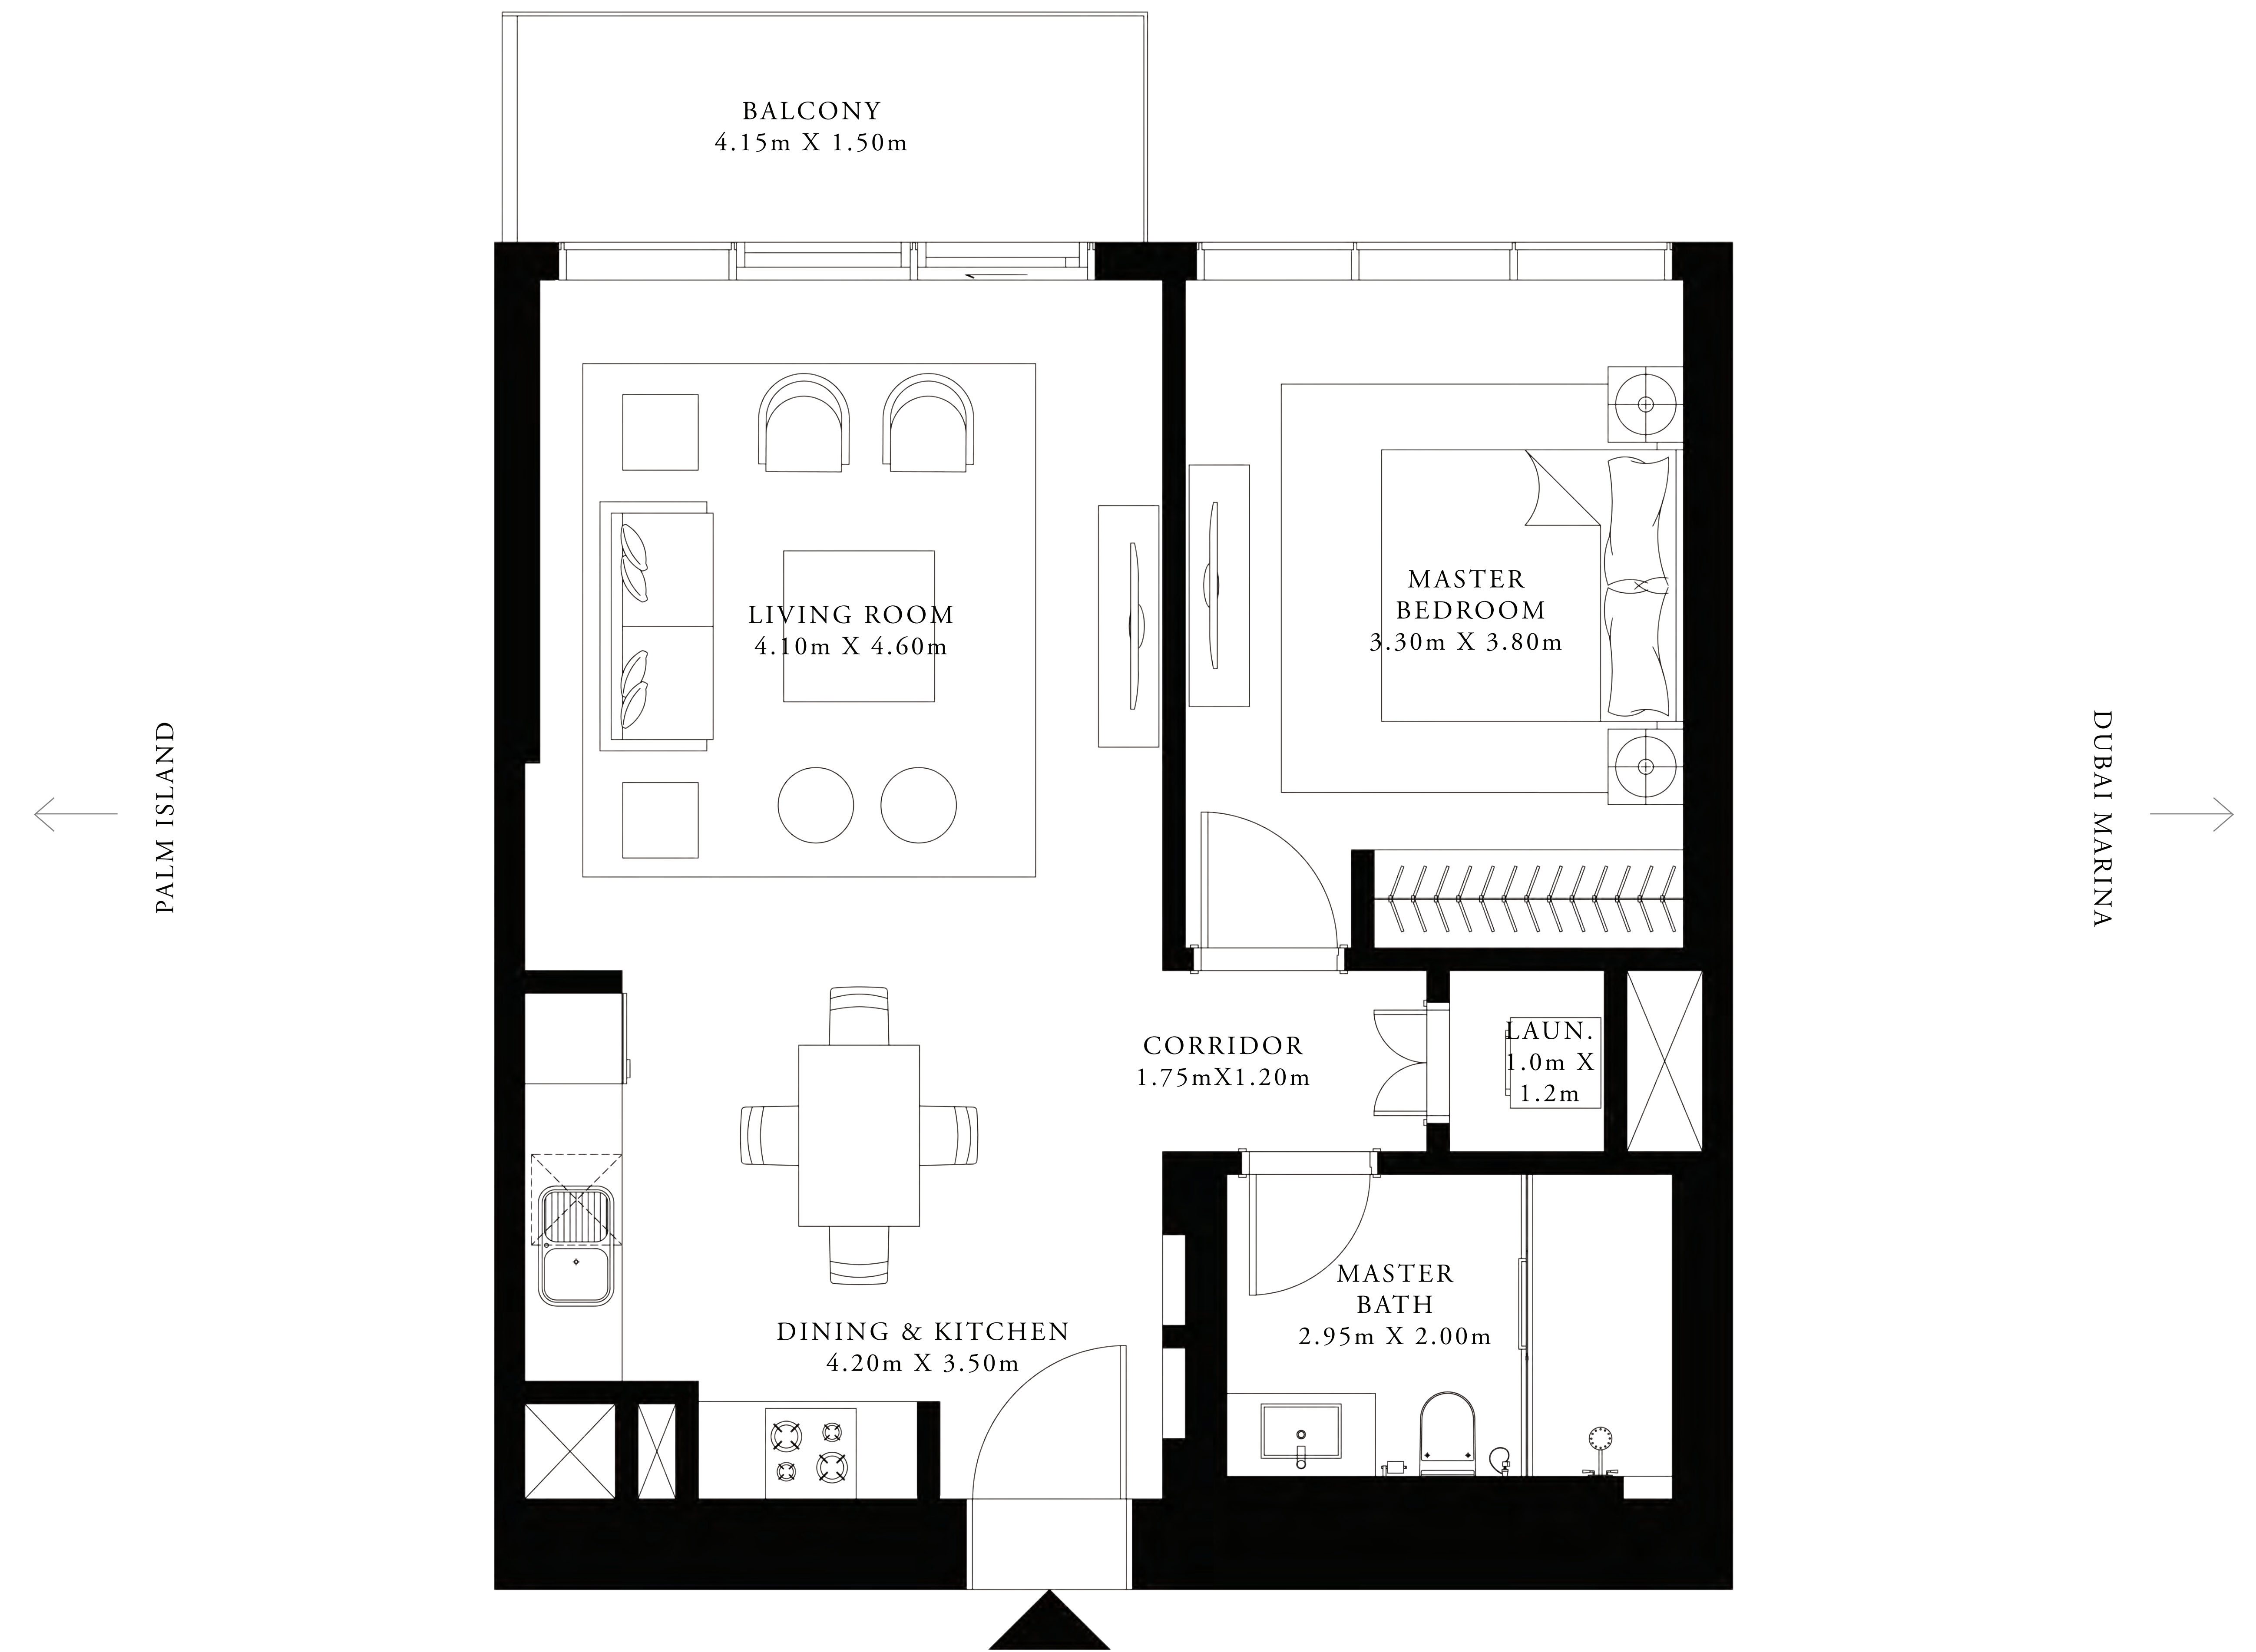 BALCONY
4.15m X 1.50m
LIVING ROOM
4.10m X 4.60m
MASTER
BEDROOM
3.30m X 3.80m
PALM ISLAND
DUBAI MARINA
CORRIDOR
1.75mX1.20m
LAUN.
1.0m X
1.2m
MASTER
BATH
2.95m X 2.00m
DINING & KITCHEN
4.20m X 3.50m